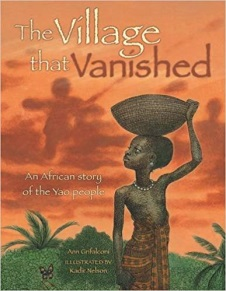 The Village
that Vanished
An African story
of the Yao people
Ann Grifalconi
ILLUSTRATED BY
Kadir Nelson